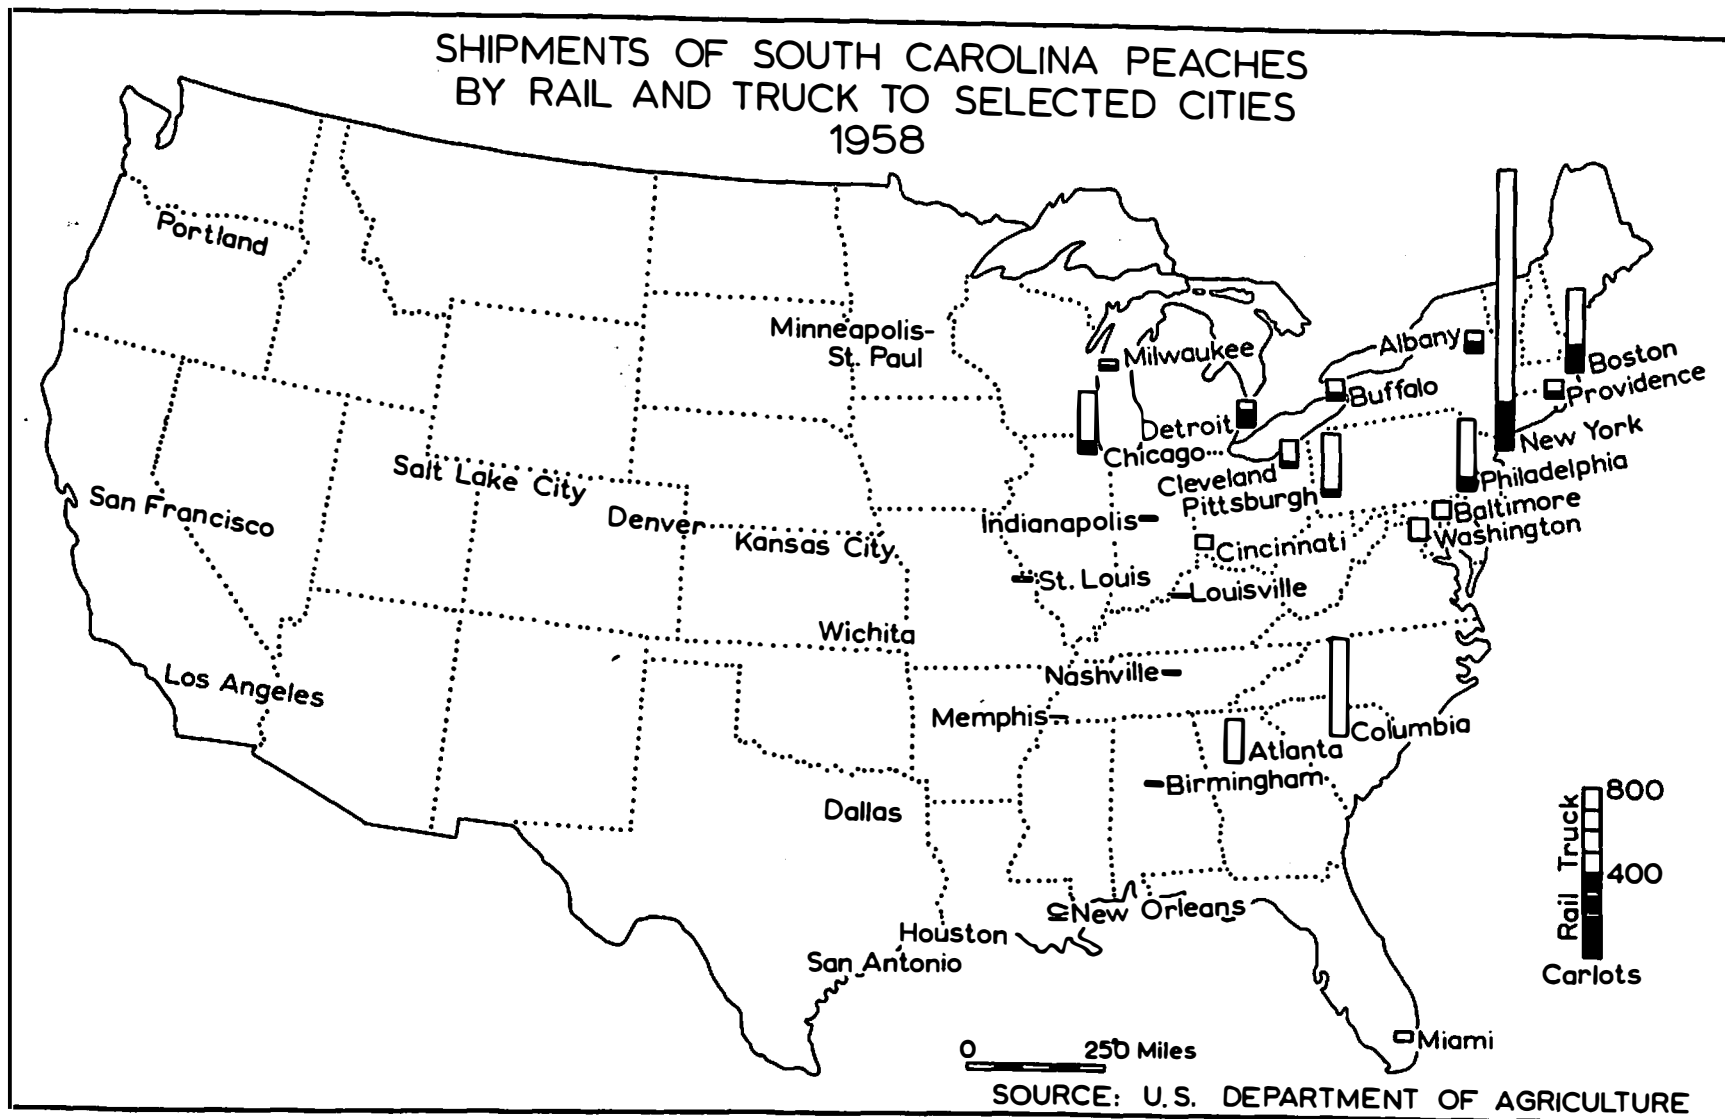 SHIPMENTS OF SOUTH CAROLINA PEACHES
BY RAIL AND TRUCK TO SELECTED CITIES
1958
Portland
Minneapolis-
St. Paul
Milwaukee
Albany
Boston
Providence
Buffalo
Detroit
New York
Chicago
Cleveland
Philadelphia
Pittsburgh
Salt Lake City
San Francisco
Denver
Kansas City
Indianapolis
Baltimore
Washington
Cincinnati
St. Louis
Louisville
Wichita
Los Angeles
Nashville
Memphis
Columbia
Atlanta
Birmingham
Dallas
800
400
Rail Truck
Carlots
New Orleans
Houston
San Antonio
Miami
0 250 Miles
SOURCE: U.S. DEPARTMENT OF AGRICULTURE